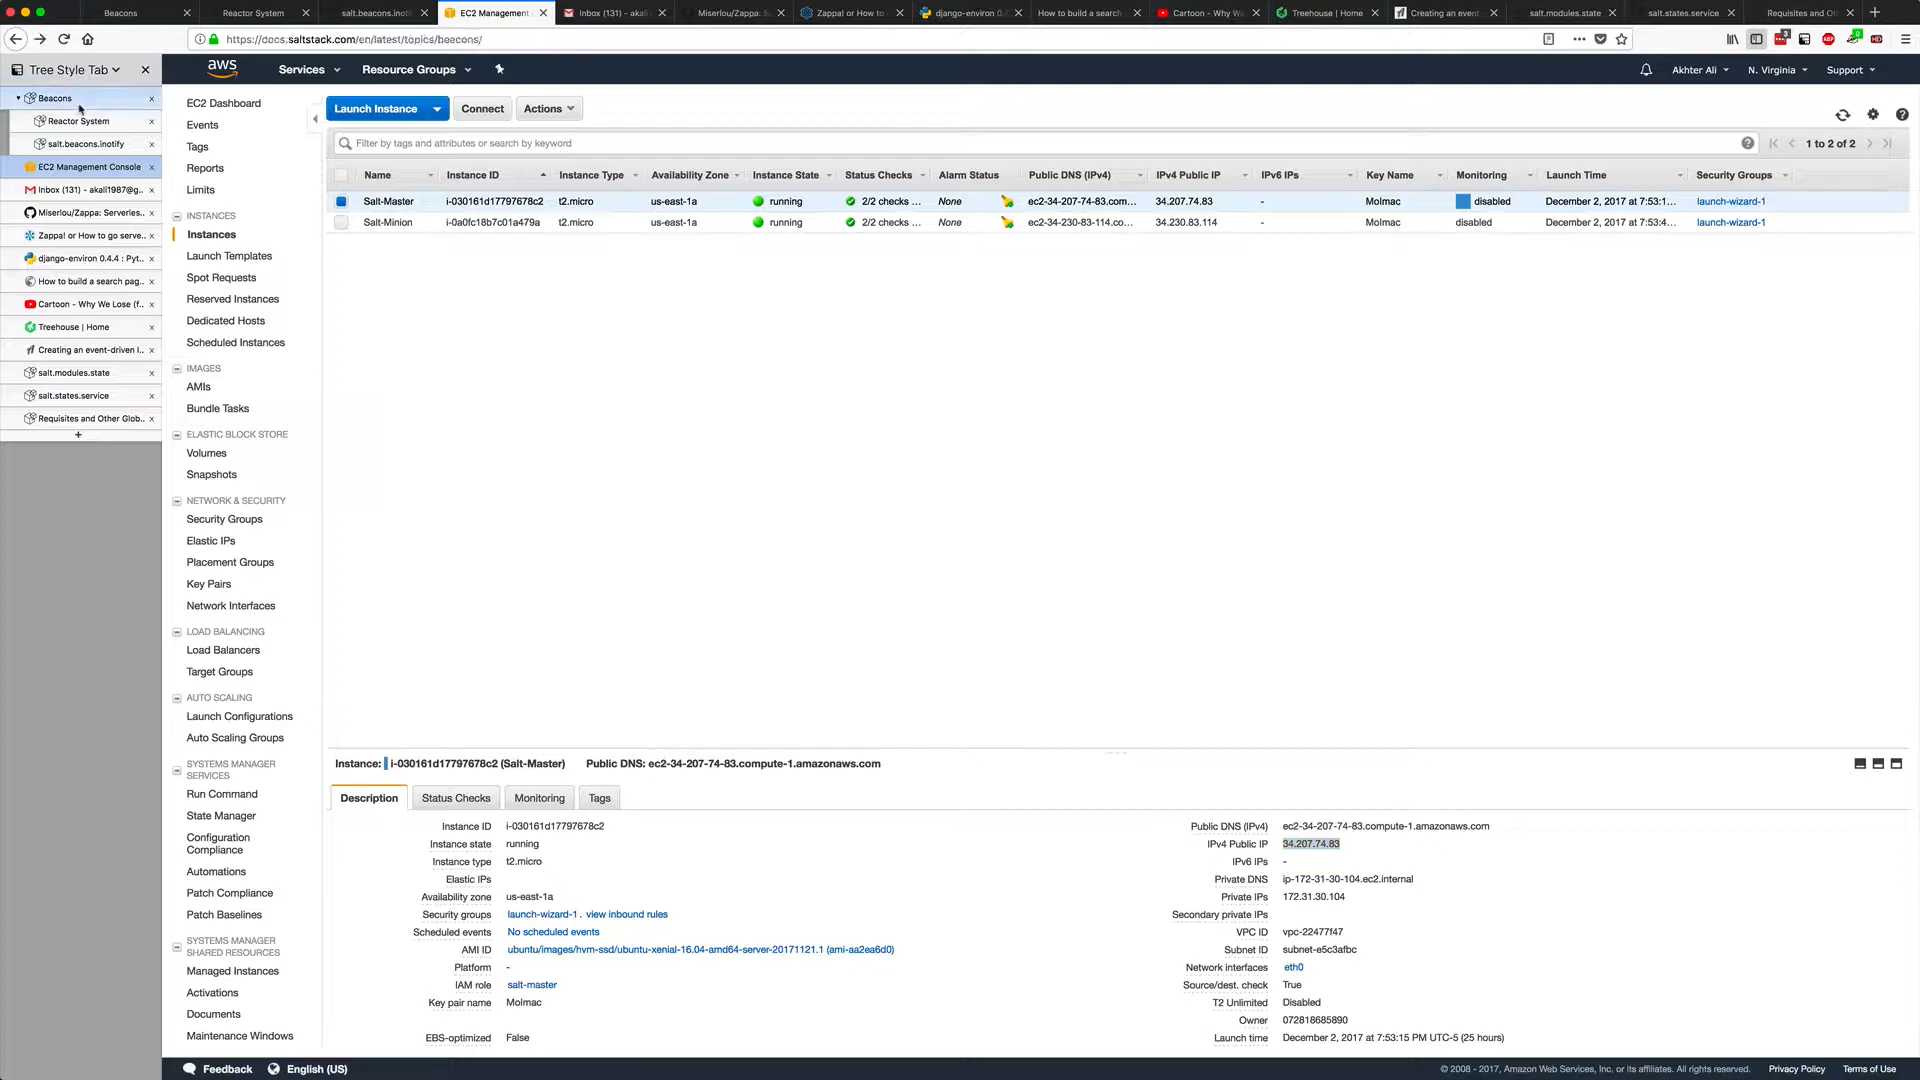 Beacons
Reactor System
salt.beacons.inoti
EC2 Management
Inbox (131) - akali
Miserlou/Zappa: S
Zappa! or How to
django-environ 0.
How to build a search
Cartoon - Why We
Treehouse | Home
Creating an event
salt.modules.state
salt.states.service
Requisites and Ot
https://docs.saltstack.com/en/latest/topics/beacons/
3
0
ABP
HD
Tree Style Tab
Beacons
Reactor System
salt.beacons.inotify
EC2 Management Console
Inbox (131) - akali1987@g..
Miserlou/Zappa: Serverles..
Zappa! or How to go serve..
django-environ 0.4.4 : Pyt..
How to build a search pag..
Cartoon - Why We Lose (f..
Treehouse | Home
Creating an event-driven I..
salt.modules.state
salt.states.service
Requisites and Other Glob..
+
aws
Services
Resource Groups
Akhter Ali
N. Virginia
Support
EC2 Dashboard
Events
Tags
Reports
Limits
INSTANCES
Instances
Launch Templates
Spot Requests
Reserved Instances
Dedicated Hosts
Scheduled Instances
IMAGES
AMIs
Bundle Tasks
ELASTIC BLOCK STORE
Volumes
Snapshots
NETWORK & SECURITY
Security Groups
Elastic IPs
Placement Groups
Key Pairs
Network Interfaces
LOAD BALANCING
Load Balancers
Target Groups
AUTO SCALING
Launch Configurations
Auto Scaling Groups
SYSTEMS MANAGER
SERVICES
Run Command
State Manager
Configuration
Compliance
Automations
Patch Compliance
Patch Baselines
SYSTEMS MANAGER
SHARED RESOURCES
Managed Instances
Activations
Documents
Maintenance Windows
Launch Instance
Connect
Actions
Filter by tags and attributes or search by keyword
1 to 2 of 2
Name Instance ID Instance Type Availability Zone Instance State Status Checks Alarm Status Public DNS (IPv4) IPv4 Public IP IPv6 IPs Key Name Monitoring Launch Time Security Groups
Salt-Master i-030161d17797678c2 t2.micro us-east-1a running 2/2 checks ... None ec2-34-207-74-83.com... 34.207.74.83 - Molmac disabled December 2, 2017 at 7:53:1... launch-wizard-1
Salt-Minion i-0a0fc18b7c01a479a t2.micro us-east-1a running 2/2 checks ... None ec2-34-230-83-114.co... 34.230.83.114 - Molmac disabled December 2, 2017 at 7:53:4... launch-wizard-1
Instance: i-030161d17797678c2 (Salt-Master) Public DNS: ec2-34-207-74-83.compute-1.amazonaws.com
Description
Status Checks
Monitoring
Tags
Instance ID i-030161d17797678c2
Instance state running
Instance type t2.micro
Elastic IPs
Availability zone us-east-1a
Security groups launch-wizard-1. view inbound rules
Scheduled events No scheduled events
AMI ID ubuntu/images/hvm-ssd/ubuntu-xenial-16.04-amd64-server-20171121.1 (ami-aa2ea6d0)
Platform -
IAM role salt-master
Key pair name Molmac
EBS-optimized False
Public DNS (IPv4) ec2-34-207-74-83.compute-1.amazonaws.com
IPv4 Public IP 34.207.74.83
IPv6 IPs -
Private DNS ip-172-31-30-104.ec2.internal
Private IPs 172.31.30.104
Secondary private IPs
VPC ID vpc-22477f47
Subnet ID subnet-e5c3afbc
Network interfaces eth0
Source/dest. check True
T2 Unlimited Disabled
Owner 072818685890
Launch time December 2, 2017 at 7:53:15 PM UTC-5 (25 hours)
Feedback
English (US)
© 2008 - 2017, Amazon Web Services, Inc. or its affiliates. All rights reserved.
Privacy Policy
Terms of Use